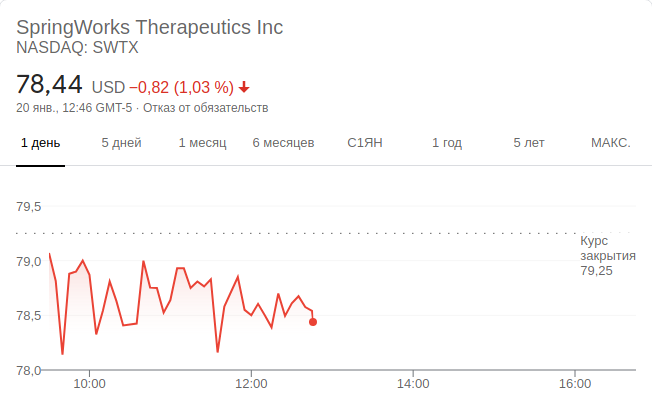 SpringWorks Therapeutics Inc
NASDAQ: SWTX
78,44 USD −0,82 (1,03 %)
20 янв., 12:46 GMT-5 · Отказ от обязательств
1 день 5 дней 1 месяц 6 месяцев С1ЯН 1 год 5 лет МАКС.
79,5
Курс
закрытия
79,25
79,0
78,5
78,0
10:00 12:00 14:00 16:00